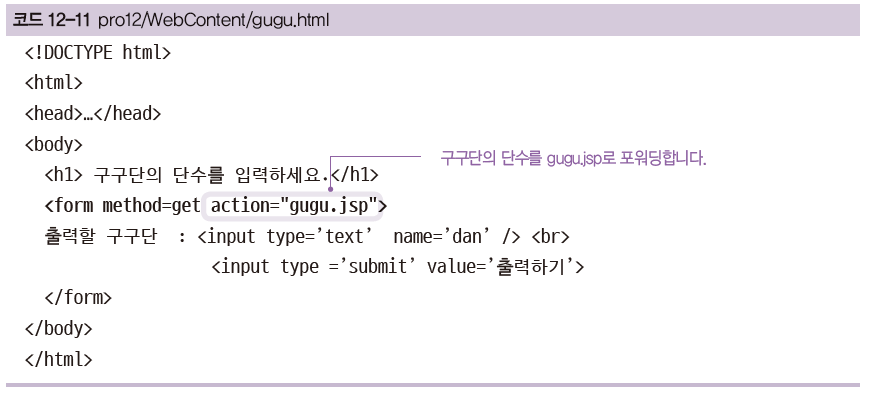 코드 12-11 pro12/WebContent/gugu.html
<!DOCTYPE html>
<html>
<head>…</head>
<body>
구구단의 단수를 gugu.jsp로 포워딩합니다.
<h1> 구구단의 단수를 입력하세요.</h1>
<form method=get action="gugu.jsp">
출력할 구구단 : <input type=’text’ name=’dan’ /> <br>
<input type =’submit’ value=’출력하기’>
</form>
</body>
</html>